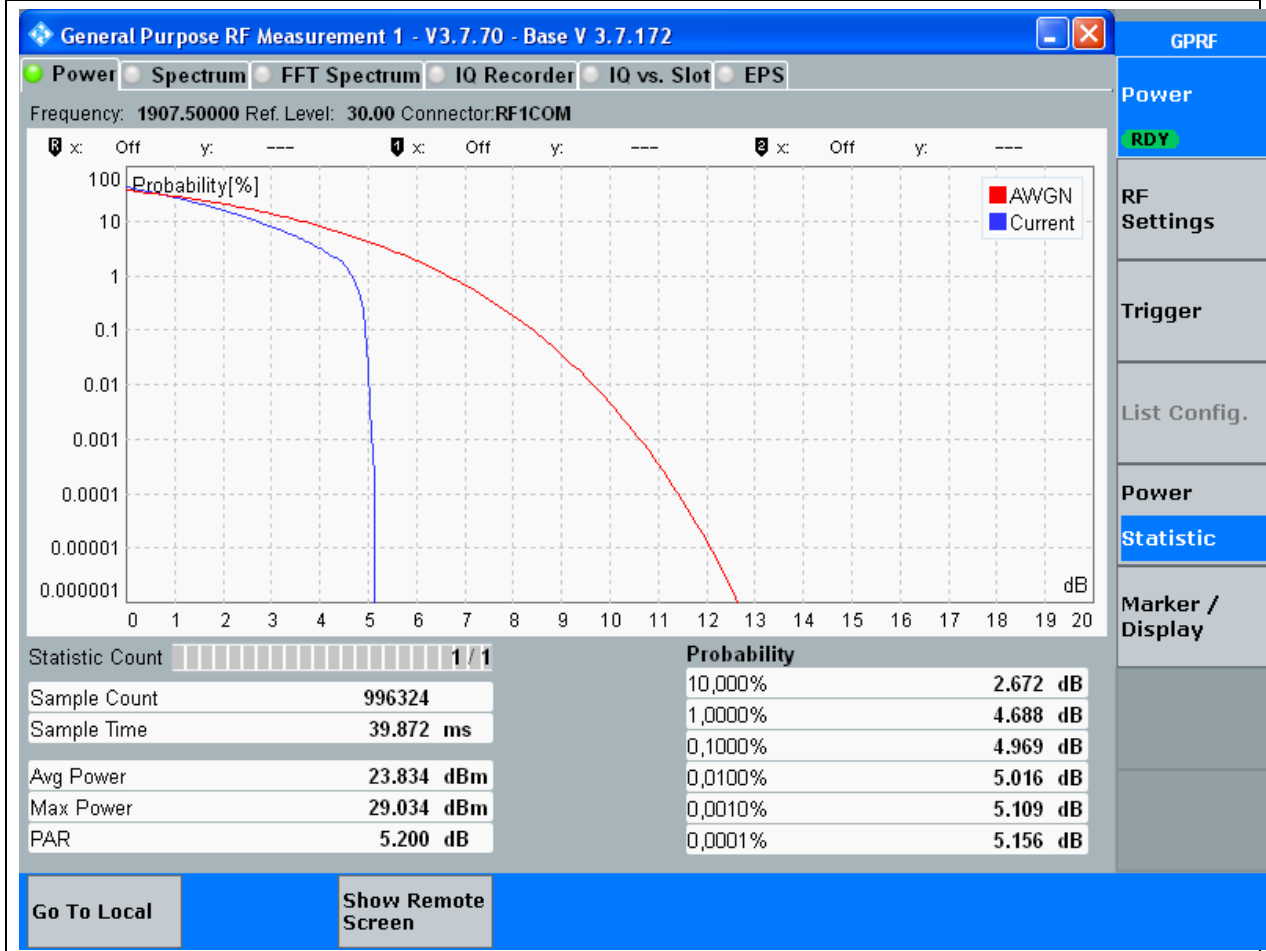 General Purpose RF Measurement 1 - V3.7.70 - Base V 3.7.172
GPRF
Power Spectrum FFT Spectrum IQ Recorder IQ vs. Slot EPS
Frequency: 1907.50000 Ref. Level: 30.00 Connector:RF1COM
R x: Off y: --- 1 x: Off y: --- 2 x: Off y: ---
Probability[%]
100
10
1
0.1
0.01
0.001
0.0001
0.00001
0.000001
AWGN
Current
dB
0 1 2 3 4 5 6 7 8 9 10 11 12 13 14 15 16 17 18 19 20
Statistic Count 1 / 1
Sample Count 996324
Sample Time 39.872 ms
Avg Power 23.834 dBm
Max Power 29.034 dBm
PAR 5.200 dB
Probability
10,000% 2.672 dB
1,0000% 4.688 dB
0,1000% 4.969 dB
0,0100% 5.016 dB
0,0010% 5.109 dB
0,0001% 5.156 dB
Power
RDY
RF
Settings
Trigger
List Config.
Power
Statistic
Marker /
Display
Go To Local
Show Remote
Screen